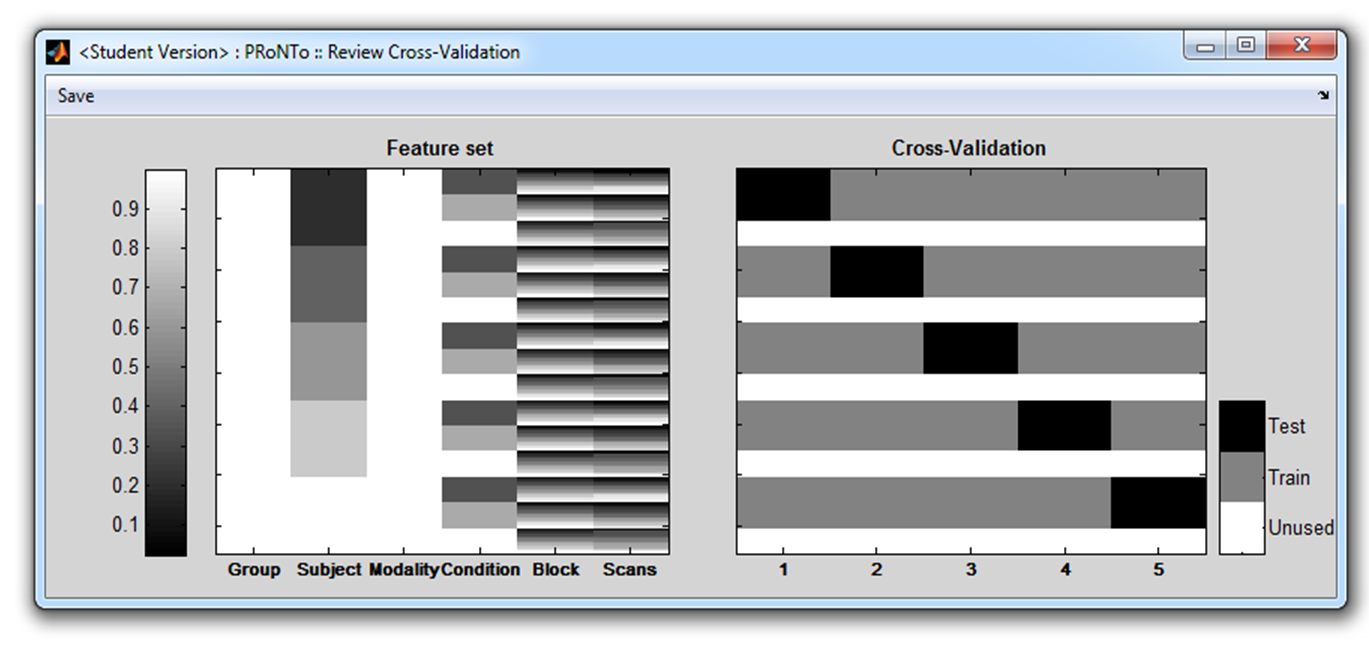 <Student Version> : PRoNTo :: Review Cross-Validation
Save
Feature set
Cross-Validation
0.9
0.8
0.7
0.6
0.5
0.4
0.3
0.2
0.1
Group Subject Modality Condition Block Scans
1 2 3 4 5
Test
Train
Unused